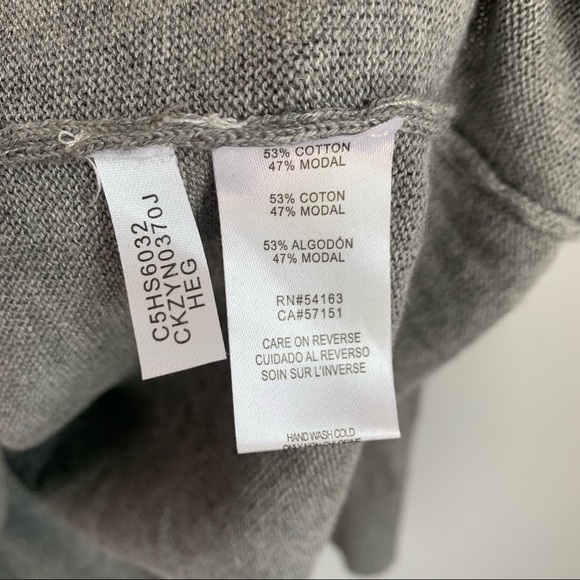 C5HS6032
CKZYN0370J
HEG
53% COTTON
47% MODAL
53% COTON
47% MODAL
53% ALGODÓN
47% MODAL
RN#54163
CA#57151
CARE ON REVERSE
CUIDADO AL REVERSO
SOIN SUR L'INVERSE
HAND WASH COLD